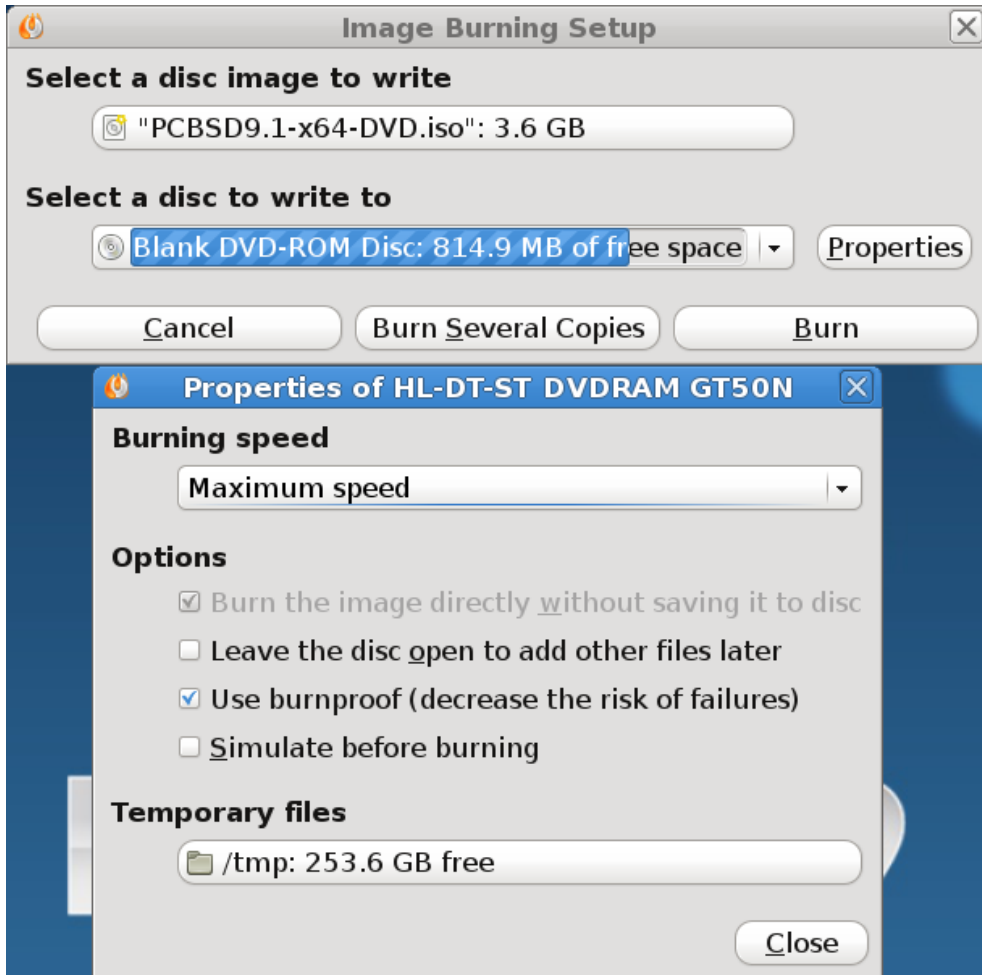 Image Burning Setup
Select a disc image to write
"PCBSD9.1-x64-DVD.iso": 3.6 GB
Select a disc to write to
Blank DVD-ROM Disc: 814.9 MB of free space
Properties
Cancel
Burn Several Copies
Burn
Properties of HL-DT-ST DVDRAM GT50N
Burning speed
Maximum speed
Options
Burn the image directly without saving it to disc
Leave the disc open to add other files later
Use burnproof (decrease the risk of failures)
Simulate before burning
Temporary files
/tmp: 253.6 GB free
Close